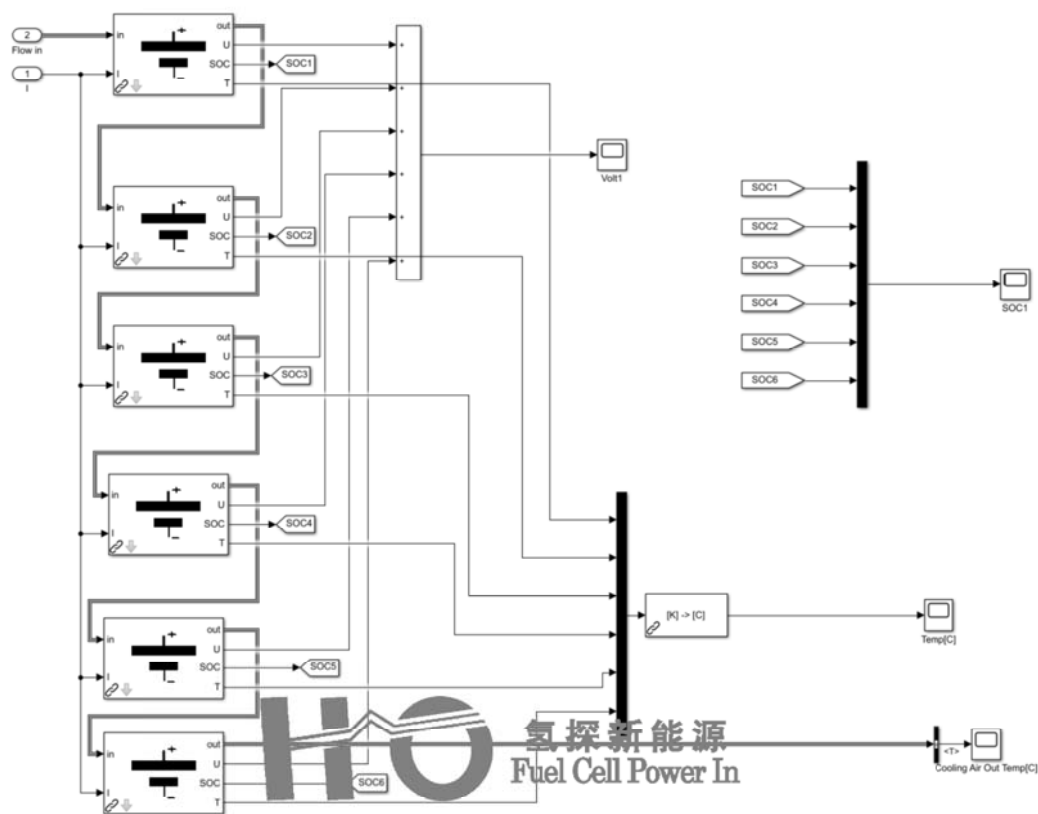 2
Flow in
1
I
in
I
out
U
SOC
T
SOC1
in
I
out
U
SOC
T
SOC2
in
I
out
U
SOC
T
SOC3
in
I
out
U
SOC
T
SOC4
in
I
out
U
SOC
T
SOC5
in
I
out
U
SOC
T
SOC6
Volt1
SOC1
SOC2
SOC3
SOC4
SOC5
SOC6
SOC1
[K] -> [C]
Temp[C]
<T>
Cooling Air Out Temp[C]
氢探新能源
Fuel Cell Power In